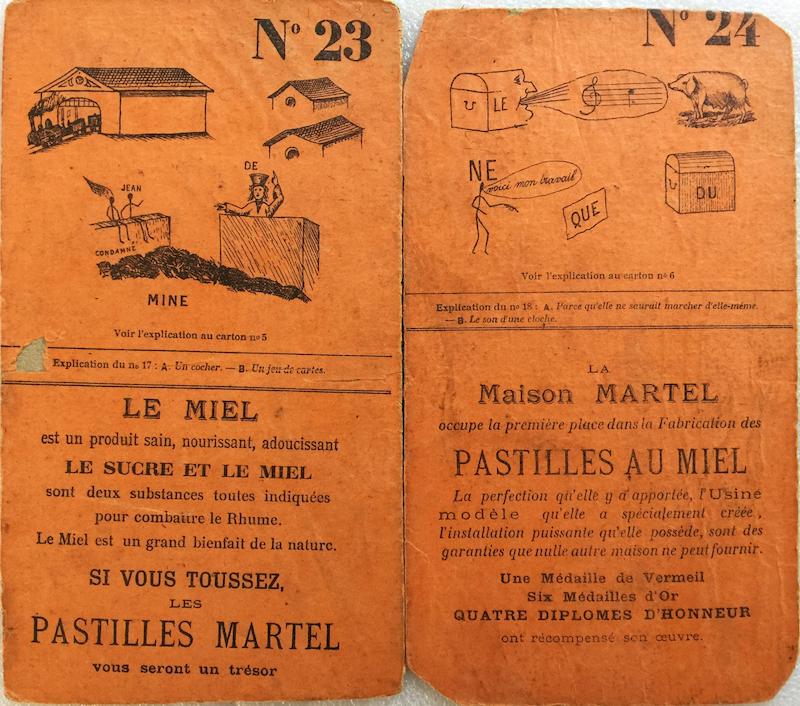 No 23
DE
JEAN
CONDAMNÉ
MINE
Voir l'explication au carton no 5
Explication du no 17 : A. Un cocher. — B. Un jeu de cartes.
LE MIEL
est un produit sain, nourissant, adoucissant
LE SUCRE ET LE MIEL
sont deux substances toutes indiquées
pour combattre le Rhume.
Le Miel est un grand bienfait de la nature.
SI VOUS TOUSSEZ,
LES
PASTILLES MARTEL
vous seront un trésor
No 24
LE
NE
voici mon travail
QUE
DU
Voir l'explication au carton no 6
Explication du no 18 : A. Parce qu'elle ne saurait marcher d'elle-même.
— B. Le son d'une cloche.
LA
Maison MARTEL
occupe la première place dans la Fabrication des
PASTILLES AU MIEL
La perfection qu'elle y a apportée, l'Usine
modèle qu'elle a spécialement créée,
l'installation puissante qu'elle possède, sont des
garanties que nulle autre maison ne peut fournir.
Une Médaille de Vermeil
Six Médailles d'Or
QUATRE DIPLOMES D'HONNEUR
ont récompensé son œuvre.